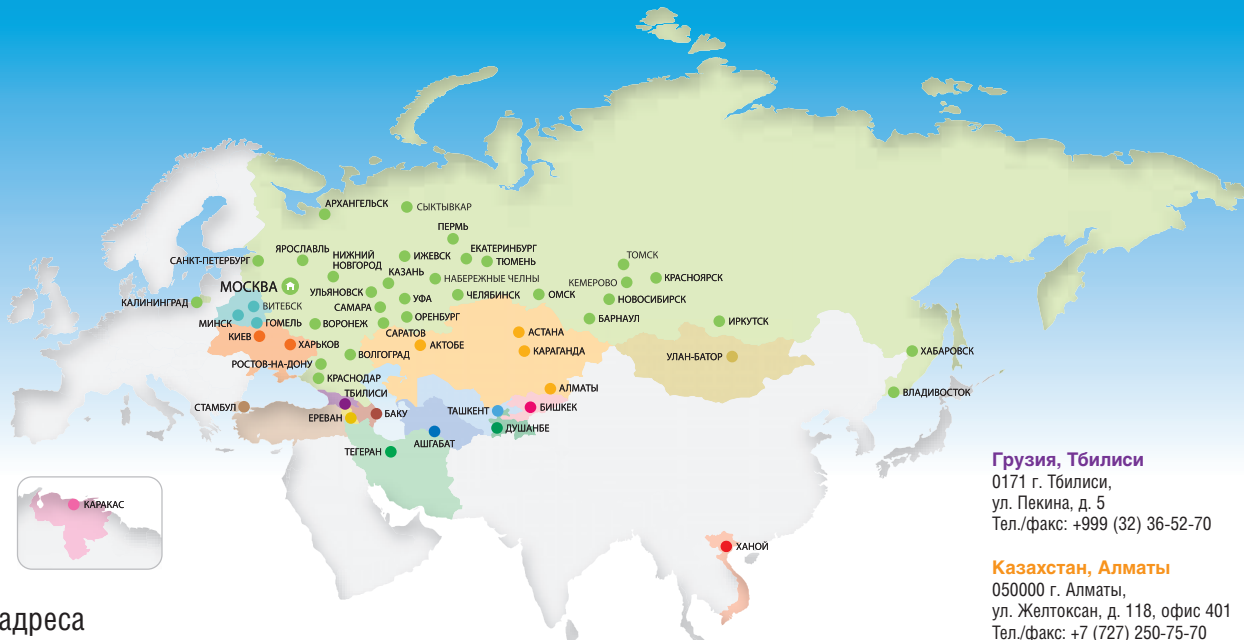 АРХАНГЕЛЬСК
СЫКТЫВКАР
ПЕРМЬ
ЯРОСЛАВЛЬ
НИЖНИЙ
НОВГОРОД
ИЖЕВСК
ЕКАТЕРИНБУРГ
ТЮМЕНЬ
ТОМСК
САНКТ-ПЕТЕРБУРГ
КАЗАНЬ
НАБЕРЕЖНЫЕ ЧЕЛНЫ
КЕМЕРОВО
КРАСНОЯРСК
МОСКВА
УЛЬЯНОВСК
УФА
ЧЕЛЯБИНСК
ОМСК
НОВОСИБИРСК
КАЛИНИНГРАД
ВИТЕБСК
САМАРА
ОРЕНБУРГ
БАРНАУЛ
ИРКУТСК
МИНСК
ГОМЕЛЬ
ВОРОНЕЖ
САРАТОВ
АСТАНА
КИЕВ
ХАРЬКОВ
АКТОБЕ
КАРАГАНДА
УЛАН-БАТОР
ХАБАРОВСК
ВОЛГОГРАД
РОСТОВ-НА-ДОНУ
КРАСНОДАР
АЛМАТЫ
ВЛАДИВОСТОК
ТБИЛИСИ
СТАМБУЛ
ЕРЕВАН
БАКУ
ТАШКЕНТ
БИШКЕК
ДУШАНБЕ
АШГАБАТ
ТЕГЕРАН
КАРАКАС
ХАНОЙ
Грузия, Тбилиси
0171 г. Тбилиси,
ул. Пекина, д. 5
Тел./факс: +999 (32) 36-52-70
Казахстан, Алматы
050000 г. Алматы,
ул. Желтоксан, д. 118, офис 401
Тел./факс: +7 (727) 250-75-70
адреса